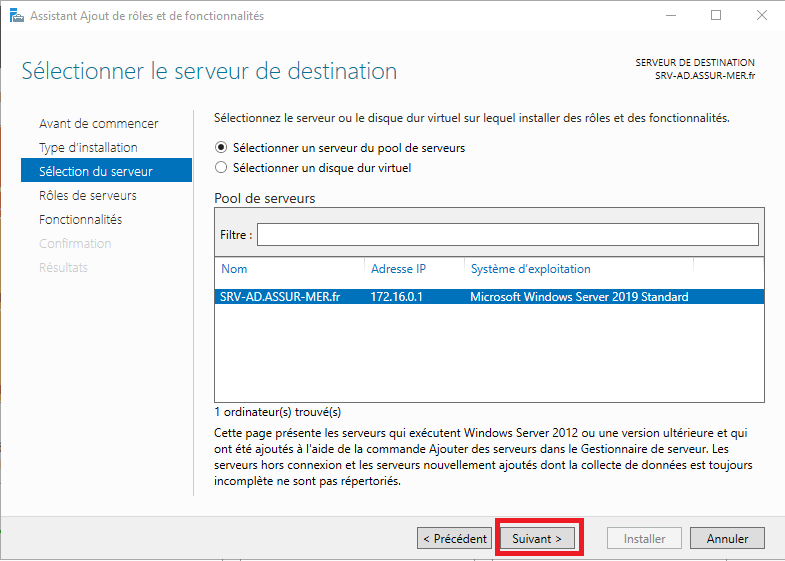 Assistant Ajout de rôles et de fonctionnalités
Sélectionner le serveur de destination
SERVEUR DE DESTINATION
SRV-AD.ASSUR-MER.fr
Avant de commencer
Type d'installation
Sélection du serveur
Rôles de serveurs
Fonctionnalités
Confirmation
Résultats
Sélectionnez le serveur ou le disque dur virtuel sur lequel installer des rôles et des fonctionnalités.
Sélectionner un serveur du pool de serveurs
Sélectionner un disque dur virtuel
Pool de serveurs
Filtre :
Nom Adresse IP Système d'exploitation
SRV-AD.ASSUR-MER.fr 172.16.0.1 Microsoft Windows Server 2019 Standard
1 ordinateur(s) trouvé(s)
Cette page présente les serveurs qui exécutent Windows Server 2012 ou une version ultérieure et qui
ont été ajoutés à l'aide de la commande Ajouter des serveurs dans le Gestionnaire de serveur. Les
serveurs hors connexion et les serveurs nouvellement ajoutés dont la collecte de données est toujours
incomplète ne sont pas répertoriés.
< Précédent Suivant > Installer Annuler